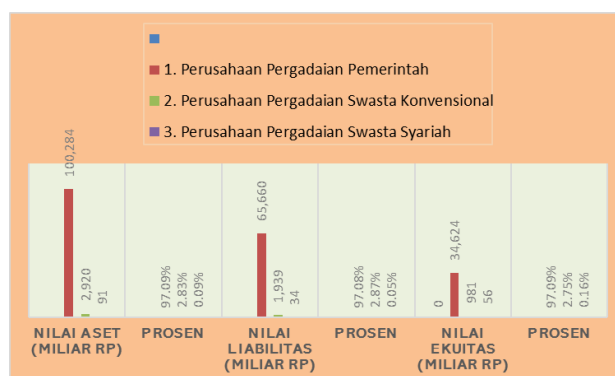 1. Perusahaan Pergadaian Pemerintah
2. Perusahaan Pergadaian Swasta Konvensional
3. Perusahaan Pergadaian Swasta Syariah
100,284
2,920
91
97.09%
2.83%
0.09%
65,660
1,939
34
97.08%
2.87%
0.05%
0
34,624
981
56
97.09%
2.75%
0.16%
NILAI ASET
(MILIAR RP)
PROSEN
NILAI
LIABILITAS
(MILIAR RP)
PROSEN
NILAI
EKUITAS
(MILIAR RP)
PROSEN